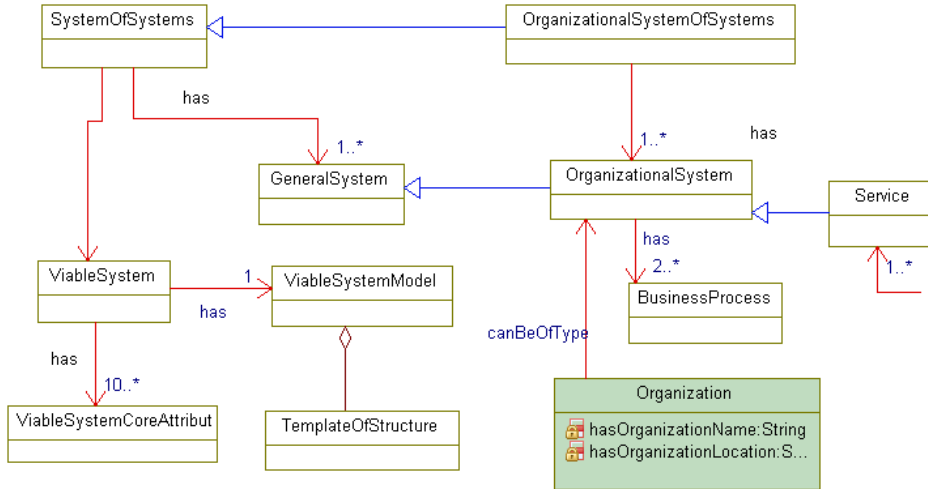 SystemOfSystems
OrganizationalSystemOfSystems
has
1..*
1..*
has
GeneralSystem
OrganizationalSystem
Service
has
1..*
ViableSystem
1
has
ViableSystemModel
2..*
BusinessProcess
canBeOfType
has
10..*
ViableSystemCoreAttribut
TemplateOfStructure
Organization
hasOrganizationName:String
hasOrganizationLocation:S...